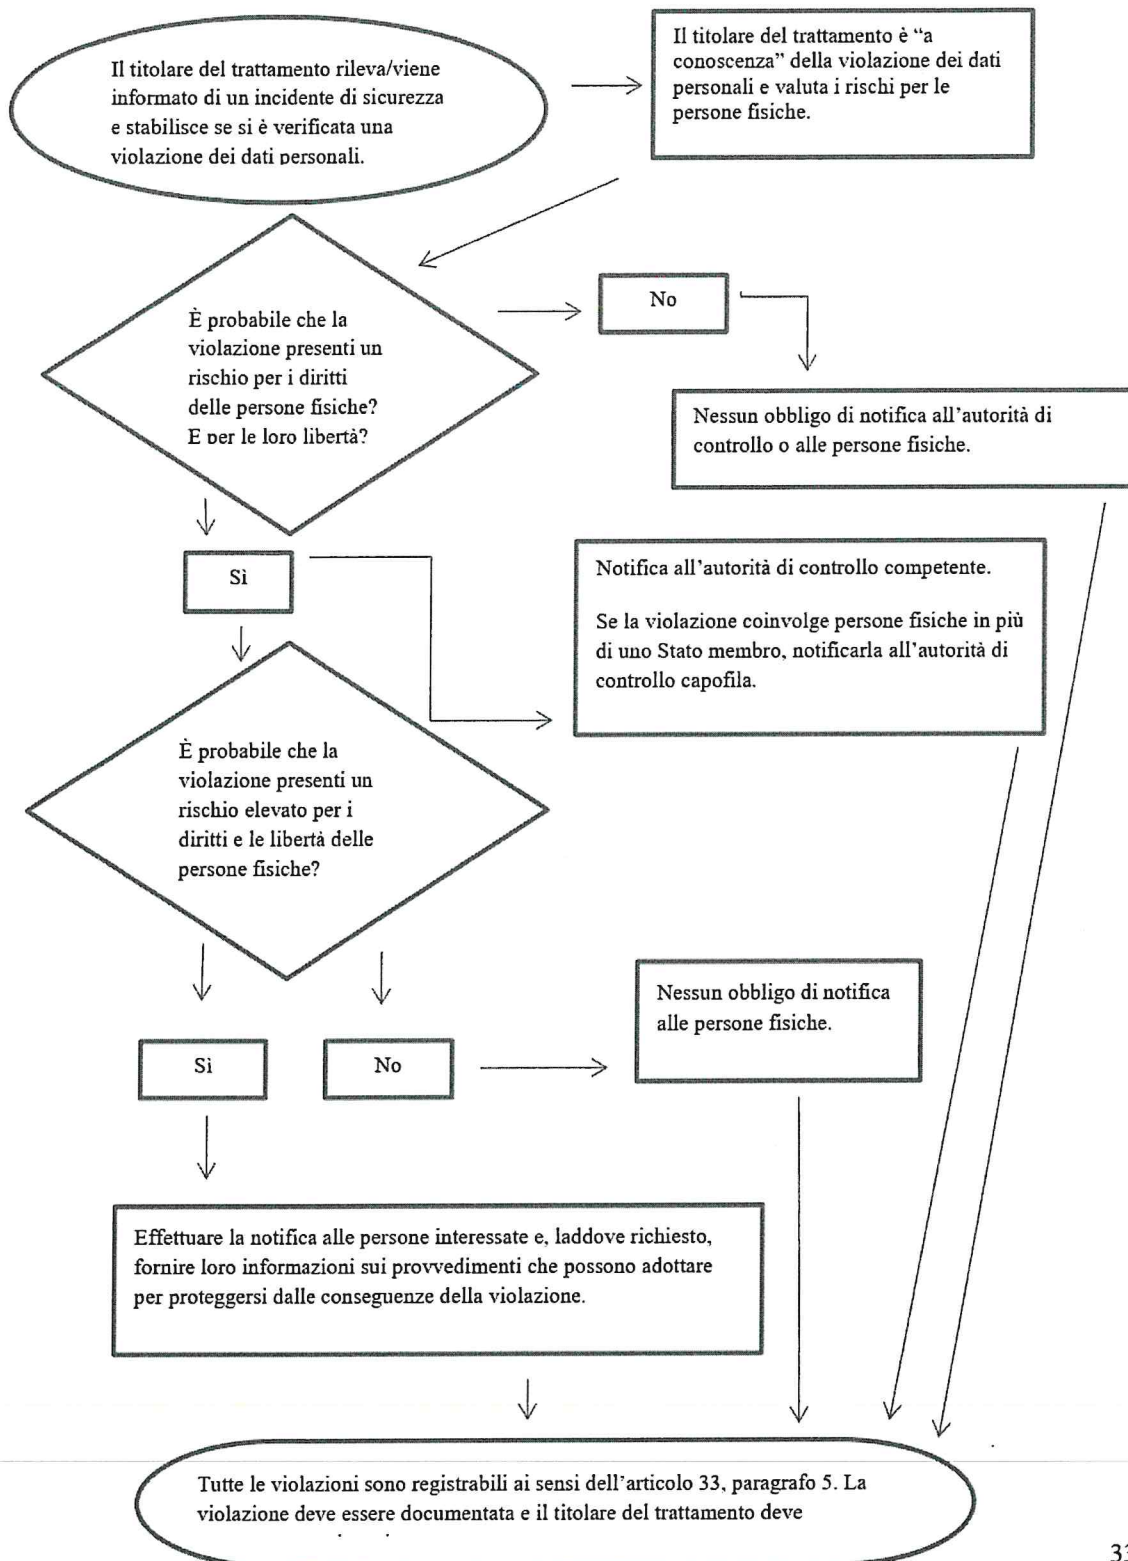 Il titolare del trattamento rileva/viene
informato di un incidente di sicurezza
e stabilisce se si è verificata una
violazione dei dati personali.
Il titolare del trattamento è “a
conoscenza” della violazione dei dati
personali e valuta i rischi per le
persone fisiche.
È probabile che la
violazione presenti un
rischio per i diritti
delle persone fisiche?
E per le loro libertà?
No
Nessun obbligo di notifica all’autorità di
controllo o alle persone fisiche.
Sì
Notifica all’autorità di controllo competente.
Se la violazione coinvolge persone fisiche in più
di uno Stato membro, notificarla all’autorità di
controllo capofila.
È probabile che la
violazione presenti un
rischio elevato per i
diritti e le libertà delle
persone fisiche?
Sì
No
Nessun obbligo di notifica
alle persone fisiche.
Effettuare la notifica alle persone interessate e, laddove richiesto,
fornire loro informazioni sui provvedimenti che possono adottare
per proteggersi dalle conseguenze della violazione.
Tutte le violazioni sono registrabili ai sensi dell’articolo 33, paragrafo 5. La
violazione deve essere documentata e il titolare del trattamento deve